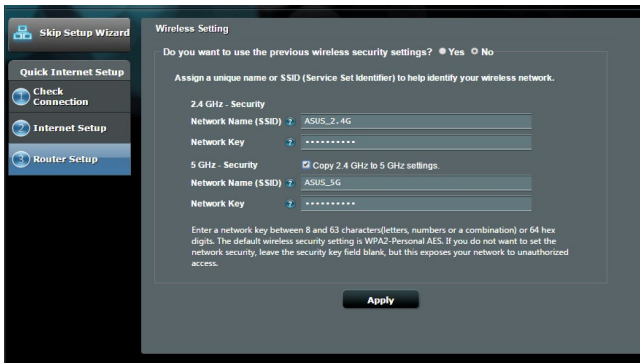 Skip Setup Wizard
Quick Internet Setup
1 Check
Connection
2 Internet Setup
3 Router Setup
Wireless Setting
Do you want to use the previous wireless security settings? Yes No
Assign a unique name or SSID (Service Set Identifier) to help identify your wireless network.
2.4 GHz - Security
Network Name (SSID) ? ASUS_2.4G
Network Key ? ••••••••••
5 GHz - Security Copy 2.4 GHz to 5 GHz settings.
Network Name (SSID) ? ASUS_5G
Network Key ? ••••••••••
Enter a network key between 8 and 63 characters(letters, numbers or a combination) or 64 hex
digits. The default wireless security setting is WPA2-Personal AES. If you do not want to set the
network security, leave the security key field blank, but this exposes your network to unauthorized
access.
Apply